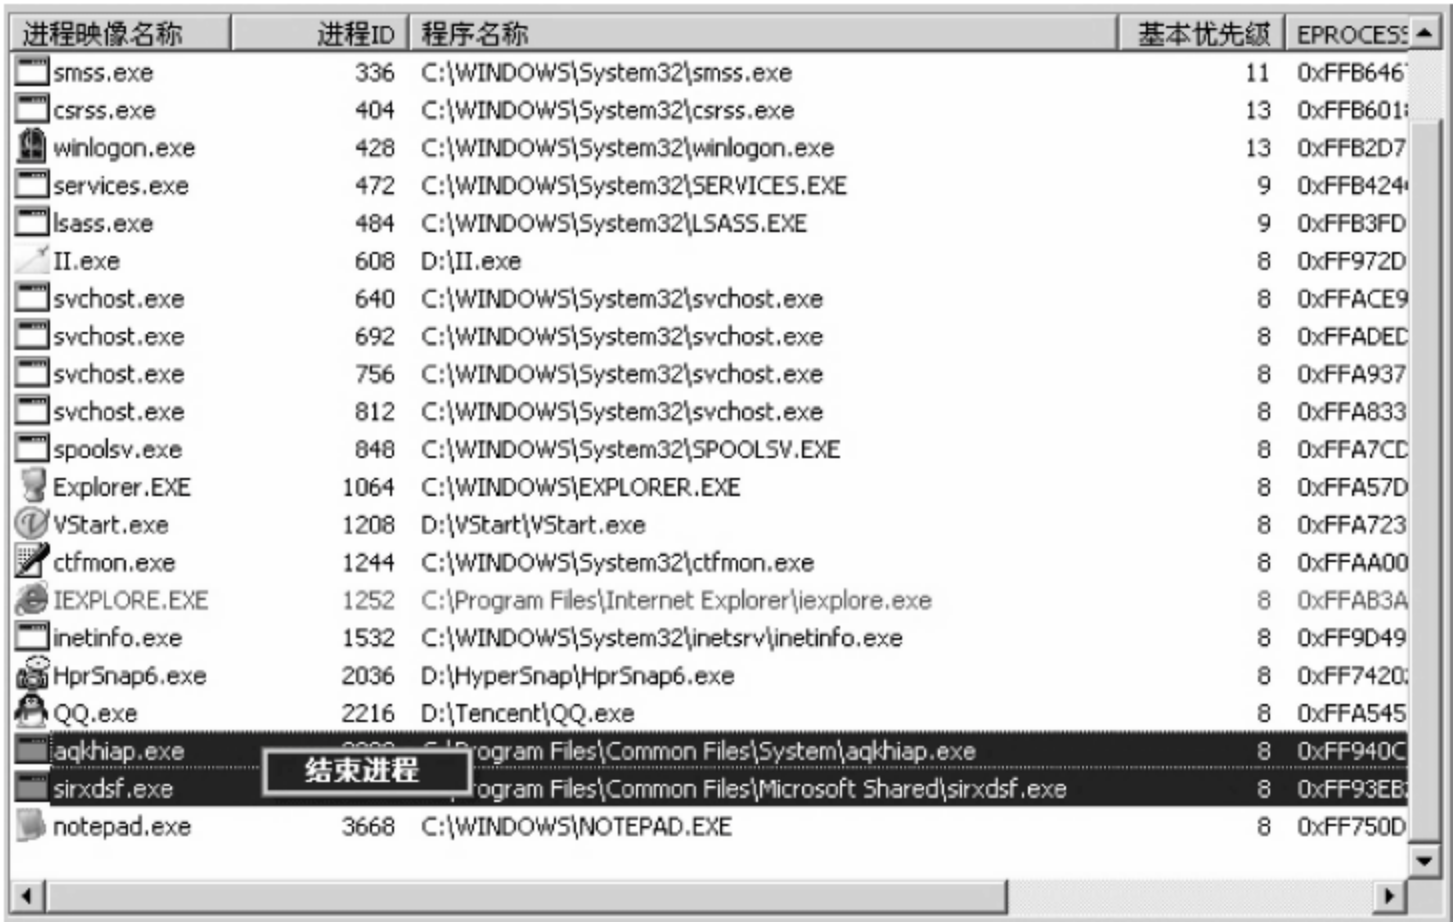 进程映像名称 进程ID 程序名称 基本优先级 EPROCESS
smss.exe 336 C:\WINDOWS\System32\smss.exe 11 0xFFB646
csrss.exe 404 C:\WINDOWS\System32\csrss.exe 13 0xFFB601
winlogon.exe 428 C:\WINDOWS\System32\winlogon.exe 13 0xFFB2D7
services.exe 472 C:\WINDOWS\System32\SERVICES.EXE 9 0xFFB424
lsass.exe 484 C:\WINDOWS\System32\LSASS.EXE 9 0xFFB3FD
II.exe 608 D:\II.exe 8 0xFF972D
svchost.exe 640 C:\WINDOWS\System32\svchost.exe 8 0xFFACE9
svchost.exe 692 C:\WINDOWS\System32\svchost.exe 8 0xFFADED
svchost.exe 756 C:\WINDOWS\System32\svchost.exe 8 0xFFA937
svchost.exe 812 C:\WINDOWS\System32\svchost.exe 8 0xFFA833
spoolsv.exe 848 C:\WINDOWS\System32\SPOOLSV.EXE 8 0xFFA7CD
Explorer.EXE 1064 C:\WINDOWS\EXPLORER.EXE 8 0xFFA57D
VStart.exe 1208 D:\VStart\VStart.exe 8 0xFFA723
ctfmon.exe 1244 C:\WINDOWS\System32\ctfmon.exe 8 0xFFAA00
IEXPLORE.EXE 1252 C:\Program Files\Internet Explorer\iexplore.exe 8 0xFFAB3A
inetinfo.exe 1532 C:\WINDOWS\System32\inetsrv\inetinfo.exe 8 0xFF9D49
HprSnap6.exe 2036 D:\HyperSnap\HprSnap6.exe 8 0xFF7420
QQ.exe 2216 D:\Tencent\QQ.exe 8 0xFFA545
aqkhiap.exe Program Files\Common Files\System\aqkhiap.exe 8 0xFF940C
结束进程
sirxdsf.exe rogram Files\Common Files\Microsoft Shared\sirxdsf.exe 8 0xFF93EB
notepad.exe 3668 C:\WINDOWS\NOTEPAD.EXE 8 0xFF750D